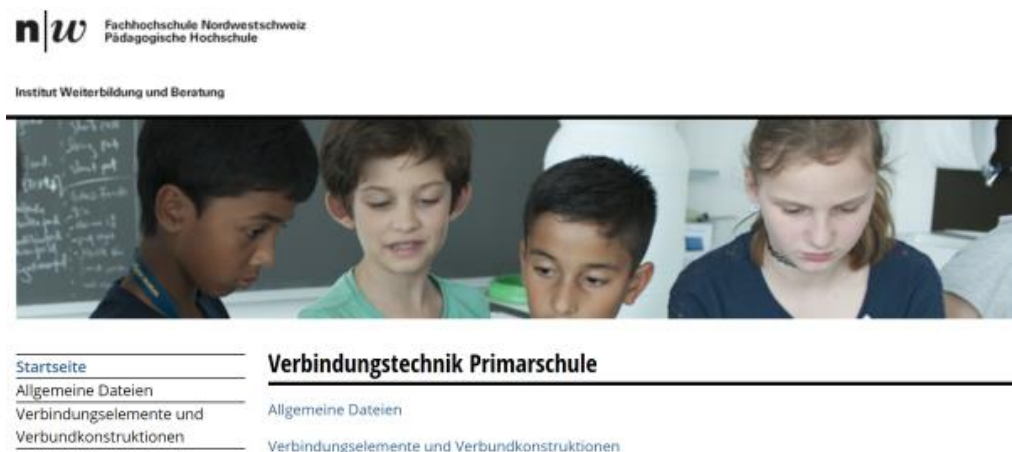 n|w Fachhochschule Nordwestschweiz
Pädagogische Hochschule
Institut Weiterbildung und Beratung
Startseite
Allgemeine Dateien
Verbindungselemente und
Verbundkonstruktionen
Verbindungstechnik Primarschule
Allgemeine Dateien
Verbindungselemente und Verbundkonstruktionen